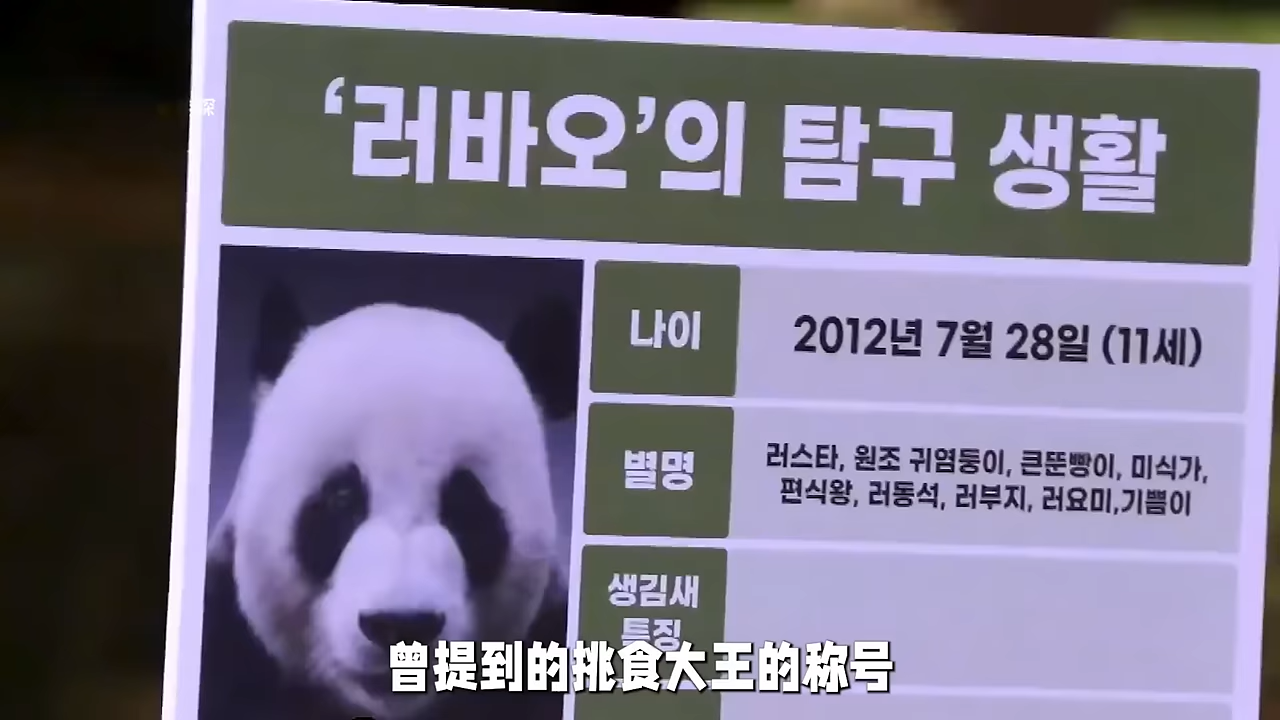 ‘러바오’의 탐구 생활
나이
2012년 7월 28일 (11세)
별명
러스타, 원조 귀염둥이, 큰뚠빵이, 미식가,
편식왕, 러동석, 러부지, 러요미,기쁨이
생김새
특징
曾提到的挑食大王的称号